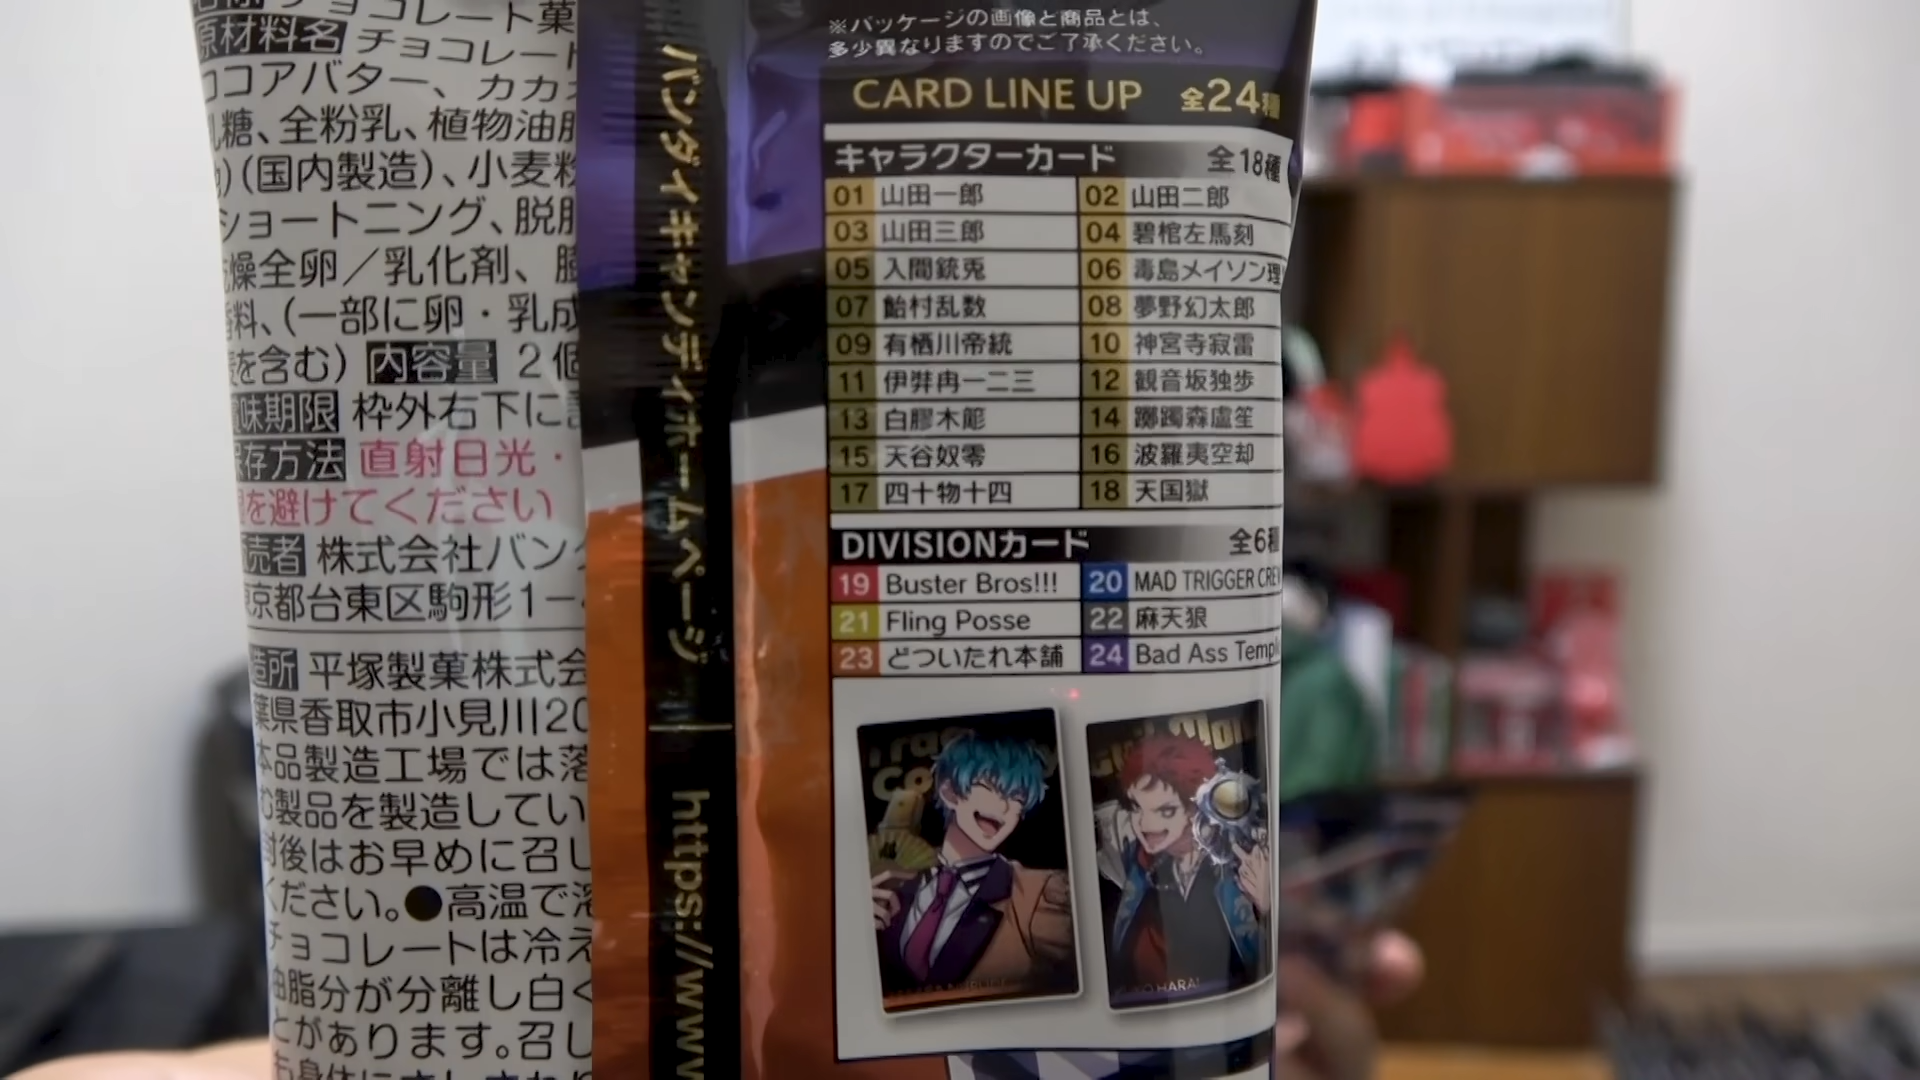 チョコレート菓
原材料名 チョコレート
ココアバター、カカオ
乳糖、全粉乳、植物油脂
(国内製造)、小麦粉
ショートニング、脱脂
燥全卵/乳化剤、膨
料、(一部に卵・乳成
を含む) 内容量 2個
味期限 枠外右下に
保存方法 直射日光・
を避けてください
売者 株式会社バンダ
京都台東区駒形1-
造所 平塚製菓株式会
葉県香取市小見川20
本品製造工場では落
む製品を製造してい
封後はお早めに召し
ください。●高温で溶
チョコレートは冷え
油脂分が分離し白く
とがあります。召し
バンダイキャンディホームページ https://www
※パッケージの画像と商品とは、
多少異なりますのでご了承ください。
CARD LINE UP 全24種
キャラクターカード 全18種
01 山田一郎 02 山田二郎
03 山田三郎 04 碧棺左馬刻
05 入間銃兎 06 毒島メイソン理
07 飴村乱数 08 夢野幻太郎
09 有栖川帝統 10 神宮寺寂雷
11 伊弉冉一二三 12 観音坂独歩
13 白膠木簓 14 躑躅森盧笙
15 天谷奴零 16 波羅夷空却
17 四十物十四 18 天国獄
DIVISIONカード 全6種
19 Buster Bros!!! 20 MAD TRIGGER CREW
21 Fling Posse 22 麻天狼
23 どついたれ本舗 24 Bad Ass Templ